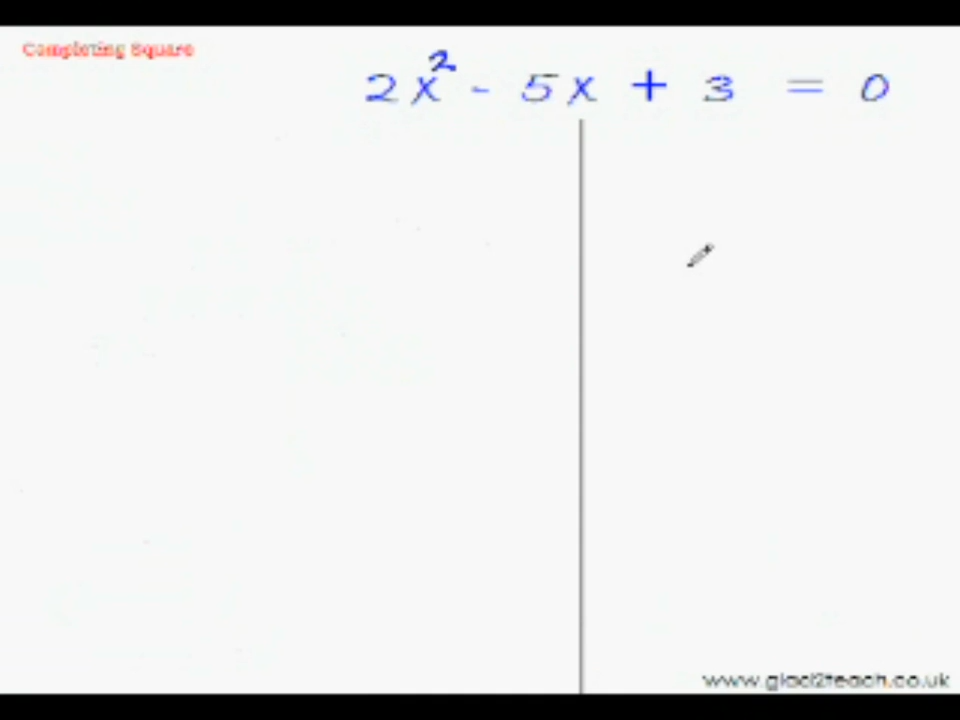 Completing Square
2x² - 5x + 3 = 0
www.glad2teach.co.uk